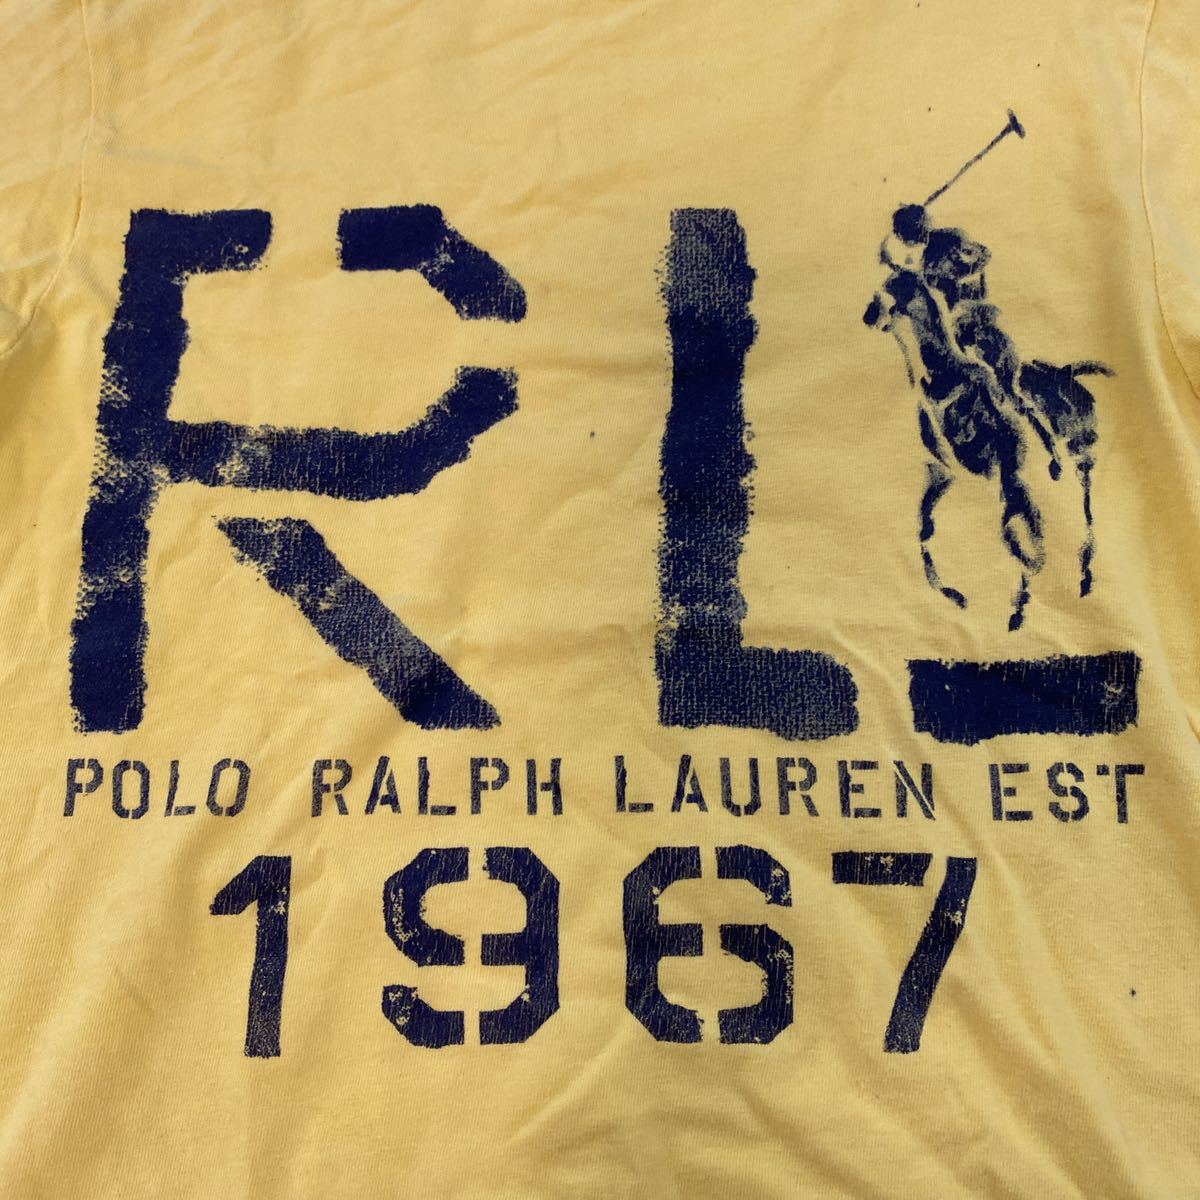 RL
POLO RALPH LAUREN EST
1967